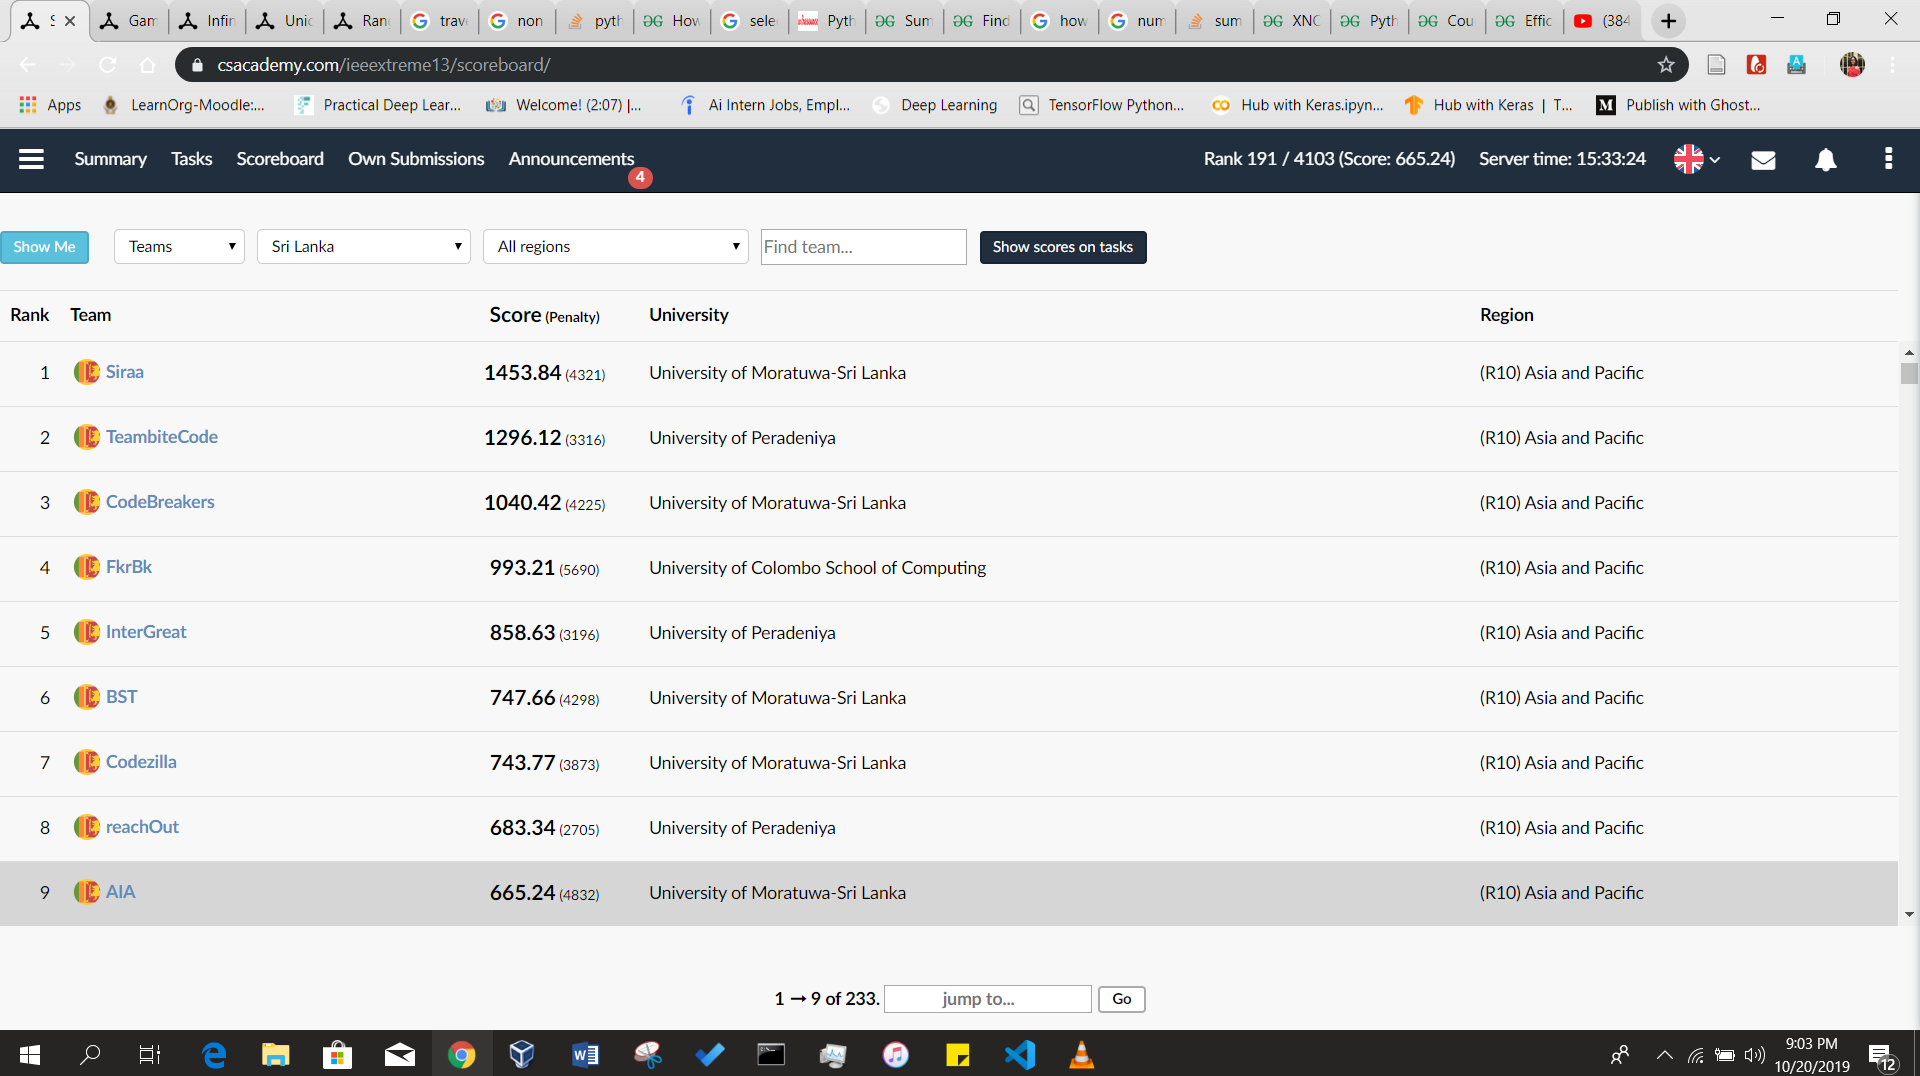 S
Gam
Infin
Unic
Ran
trav
non
pyth
How
sele
Pyth
Sum
Find
how
num
sum
XNO
Pyth
Cou
Effic
(384
csacademy.com/ieeextreme13/scoreboard/
Apps
LearnOrg-Moodle:...
Practical Deep Lear...
Welcome! (2:07) |...
Ai Intern Jobs, Empl...
Deep Learning
TensorFlow Python...
Hub with Keras.ipyn...
Hub with Keras | T...
Publish with Ghost...
Summary
Tasks
Scoreboard
Own Submissions
Announcements
4
Rank 191 / 4103 (Score: 665.24)
Server time: 15:33:24
Show Me
Teams
Sri Lanka
All regions
Find team...
Show scores on tasks
Rank Team Score (Penalty) University Region
1 Siraa 1453.84 (4321) University of Moratuwa-Sri Lanka (R10) Asia and Pacific
2 TeambiteCode 1296.12 (3316) University of Peradeniya (R10) Asia and Pacific
3 CodeBreakers 1040.42 (4225) University of Moratuwa-Sri Lanka (R10) Asia and Pacific
4 FkrBk 993.21 (5690) University of Colombo School of Computing (R10) Asia and Pacific
5 InterGreat 858.63 (3196) University of Peradeniya (R10) Asia and Pacific
6 BST 747.66 (4298) University of Moratuwa-Sri Lanka (R10) Asia and Pacific
7 Codezilla 743.77 (3873) University of Moratuwa-Sri Lanka (R10) Asia and Pacific
8 reachOut 683.34 (2705) University of Peradeniya (R10) Asia and Pacific
9 AIA 665.24 (4832) University of Moratuwa-Sri Lanka (R10) Asia and Pacific
1 → 9 of 233. jump to... Go
9:03 PM
10/20/2019
12